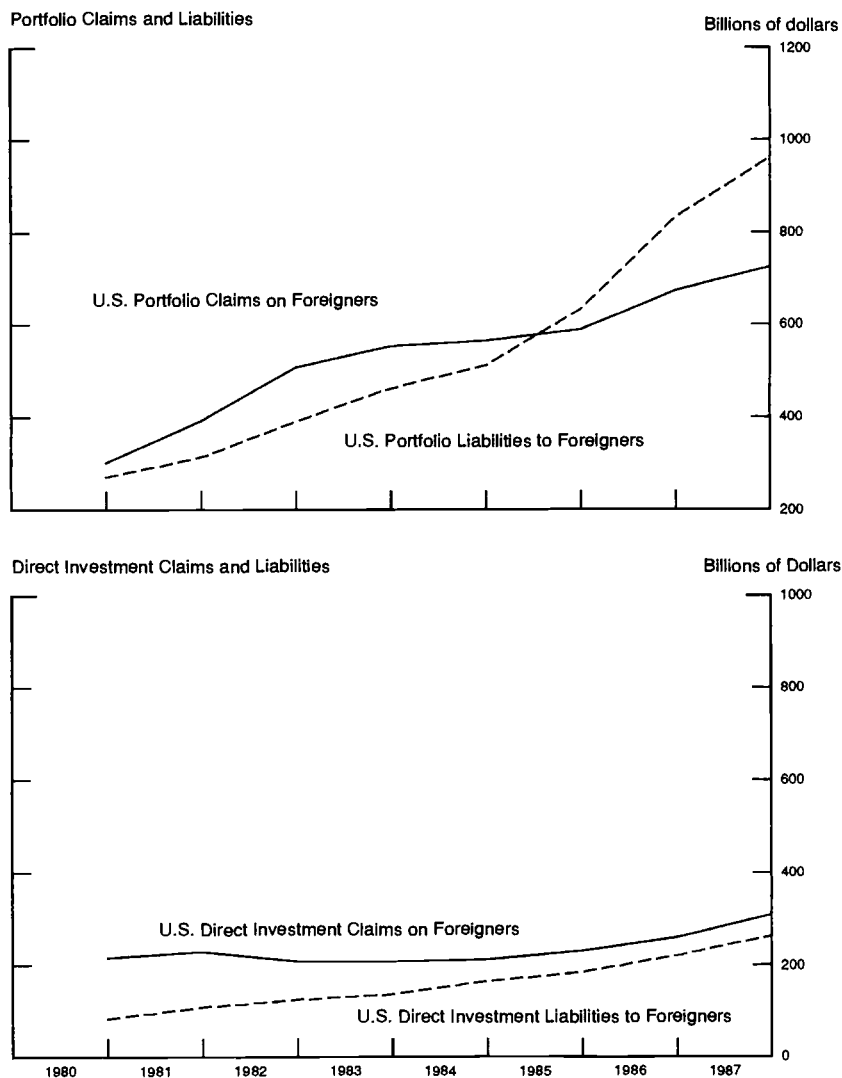 Portfolio Claims and Liabilities
Billions of dollars
1200
1000
800
U.S. Portfolio Claims on Foreigners
600
400
U.S. Portfolio Liabilities to Foreigners
200
Direct Investment Claims and Liabilities
Billions of Dollars
1000
800
600
400
U.S. Direct Investment Claims on Foreigners
200
U.S. Direct Investment Liabilities to Foreigners
0
1980 1981 1982 1983 1984 1985 1986 1987